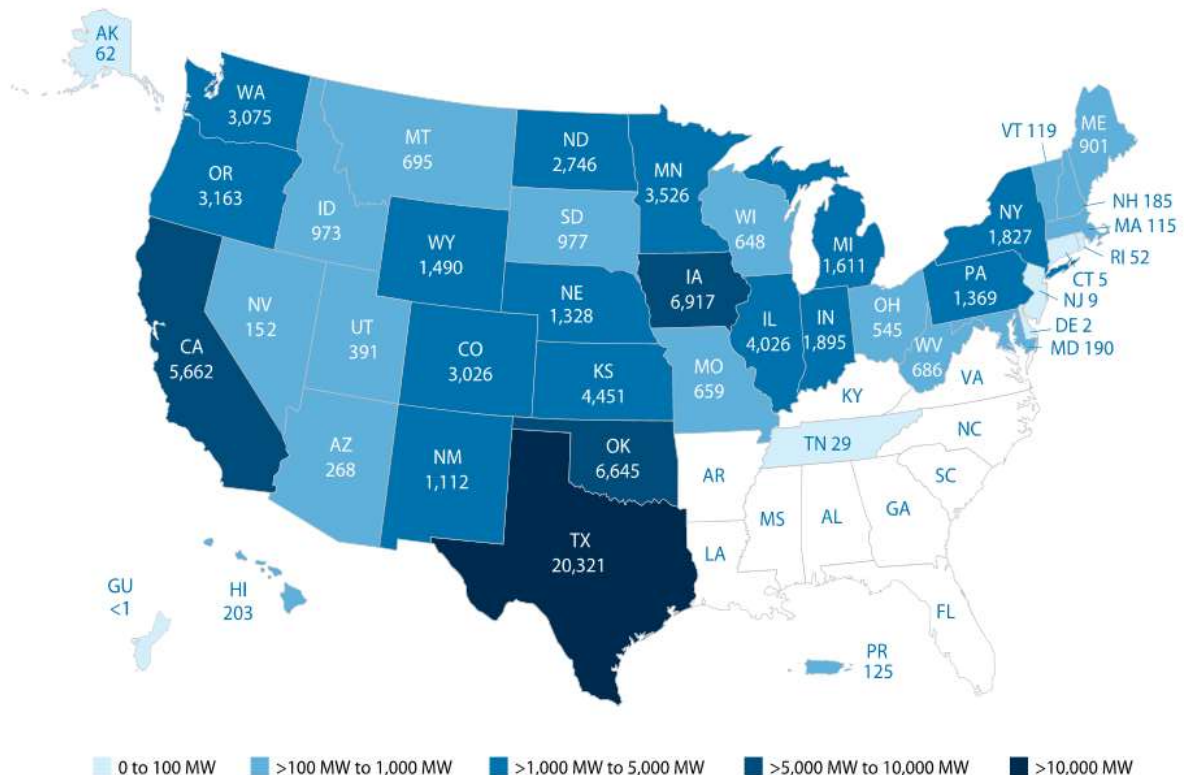 AK
62
WA
3,075
MT
695
ND
2,746
MN
3,526
VT 119
ME
901
OR
3,163
ID
973
SD
977
WI
648
MI
1,611
NY
1,827
NH 185
MA 115
RI 52
CT 5
NJ 9
DE 2
MD 190
WY
1,490
IA
6,917
PA
1,369
NE
1,328
NV
152
UT
391
CO
3,026
IL
4,026
IN
1,895
OH
545
WV
686
CA
5,662
KS
4,451
MO
659
KY
VA
TN 29
NC
AZ
268
NM
1,112
OK
6,645
AR
SC
MS
AL
GA
TX
20,321
LA
GU
<1
HI
203
FL
PR
125
0 to 100 MW
>100 MW to 1,000 MW
>1,000 MW to 5,000 MW
>5,000 MW to 10,000 MW
>10,000 MW